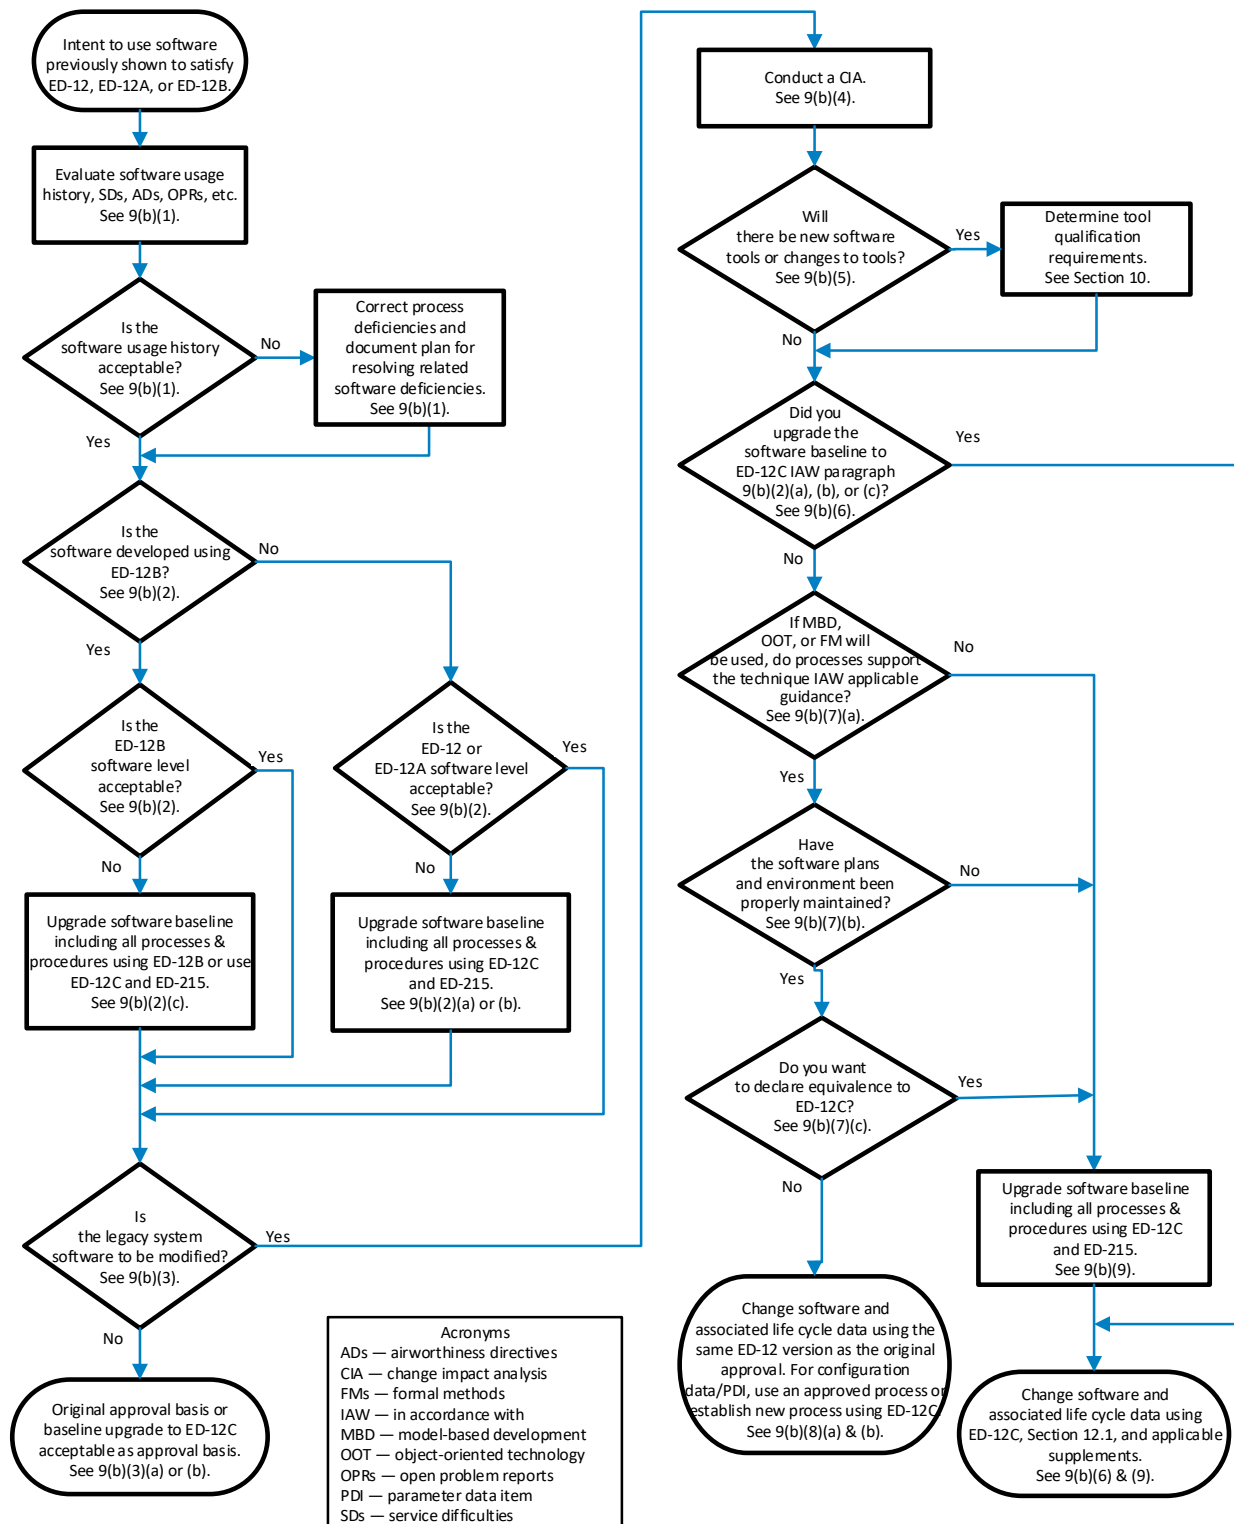 Intent to use software
previously shown to satisfy
ED-12, ED-12A, or ED-12B.
Evaluate software usage
history, SDs, ADs, OPRs, etc.
See 9(b)(1).
Is the
software usage history
acceptable?
See 9(b)(1).
No
Correct process
deficiencies and
document plan for
resolving related
software deficiencies.
See 9(b)(1).
Yes
Is the
software developed using
ED-12B?
See 9(b)(2).
No
Yes
Is the
ED-12B
software level
acceptable?
See 9(b)(2).
Yes
No
Is the
ED-12 or
ED-12A software level
acceptable?
See 9(b)(2).
Yes
No
Upgrade software baseline
including all processes &
procedures using ED-12B or use
ED-12C and ED-215.
See 9(b)(2)(c).
Upgrade software baseline
including all processes &
procedures using ED-12C
and ED-215.
See 9(b)(2)(a) or (b).
Is
the legacy system
software to be modified?
See 9(b)(3).
Yes
No
Original approval basis or
baseline upgrade to ED-12C
acceptable as approval basis.
See 9(b)(3)(a) or (b).
Acronyms
ADs — airworthiness directives
CIA — change impact analysis
FMs — formal methods
IAW — in accordance with
MBD — model-based development
OOT — object-oriented technology
OPRs — open problem reports
PDI — parameter data item
SDs — service difficulties
Conduct a CIA.
See 9(b)(4).
Will
there be new software
tools or changes to tools?
See 9(b)(5).
Yes
Determine tool
qualification
requirements.
See Section 10.
No
Did you
upgrade the
software baseline to
ED-12C IAW paragraph
9(b)(2)(a), (b), or (c)?
See 9(b)(6).
Yes
No
If MBD,
OOT, or FM will
be used, do processes support
the technique IAW applicable
guidance?
See 9(b)(7)(a).
No
Yes
Have
the software plans
and environment been
properly maintained?
See 9(b)(7)(b).
No
Yes
Do you want
to declare equivalence to
ED-12C?
See 9(b)(7)(c).
Yes
No
Upgrade software baseline
including all processes &
procedures using ED-12C
and ED-215.
See 9(b)(9).
Change software and
associated life cycle data using the
same ED-12 version as the original
approval. For configuration
data/PDI, use an approved process or
establish new process using ED-12C.
See 9(b)(8)(a) & (b).
Change software and
associated life cycle data using
ED-12C, Section 12.1, and applicable
supplements.
See 9(b)(6) & (9).